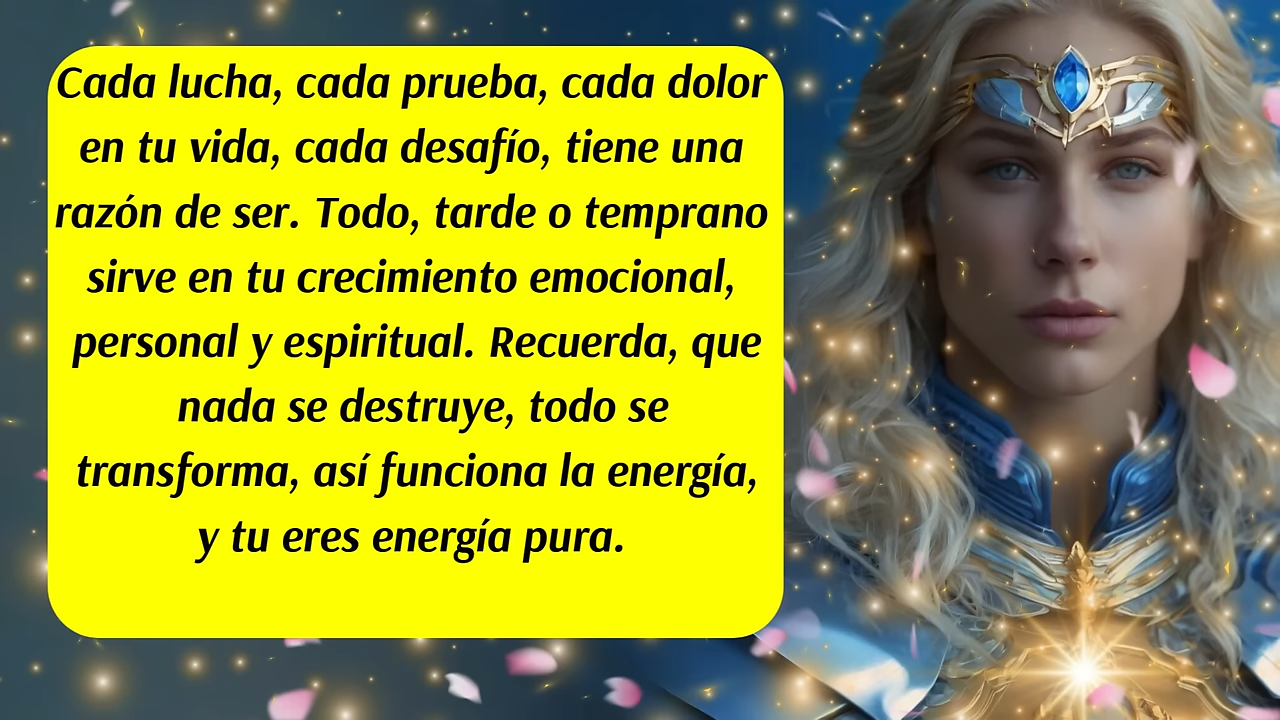 Cada lucha, cada prueba, cada dolor
en tu vida, cada desafío, tiene una
razón de ser. Todo, tarde o temprano
sirve en tu crecimiento emocional,
personal y espiritual. Recuerda, que
nada se destruye, todo se
transforma, así funciona la energía,
y tu eres energía pura.